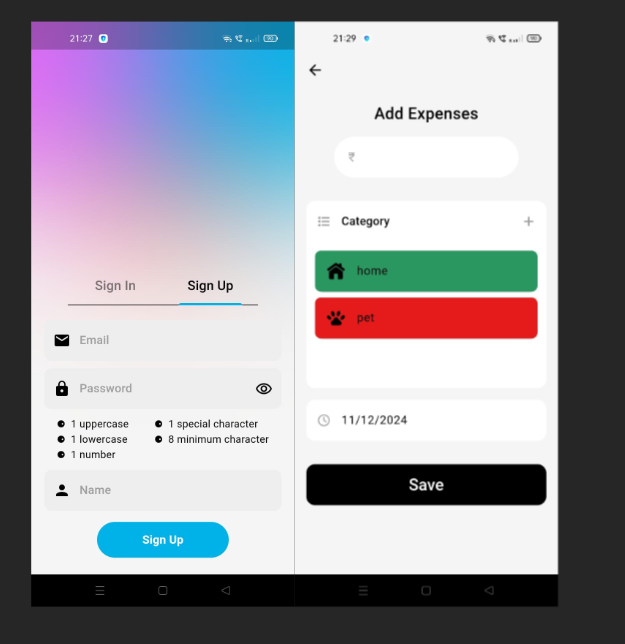 21:27
Sign In
Sign Up
Email
Password
1 uppercase
1 special character
1 lowercase
8 minimum character
1 number
Name
Sign Up
21:29
Add Expenses
₹
Category
home
pet
11/12/2024
Save